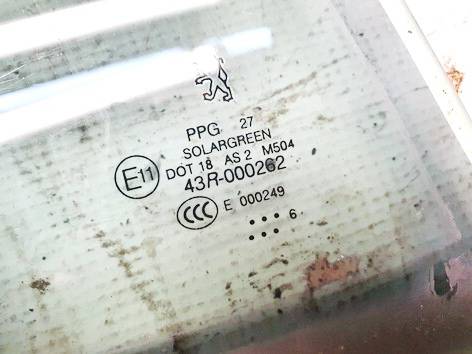 PPG 27
SOLARGREEN
DOT 18 AS 2 M504
E11 43R-000262
CCC E 000249
... 6
...